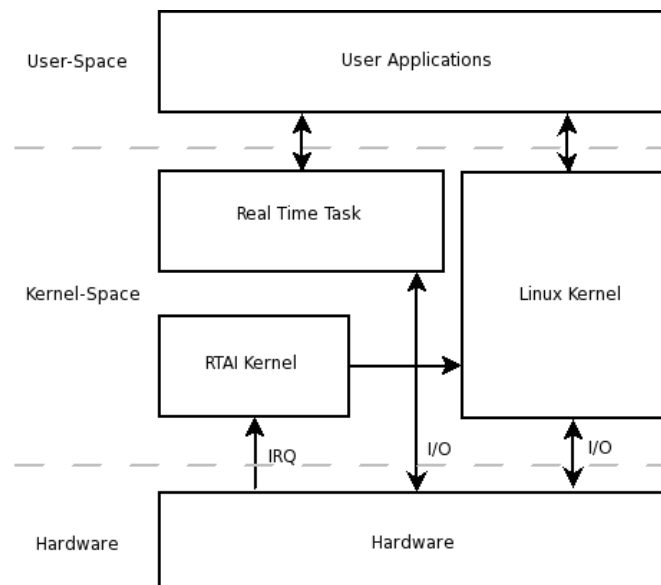 User-Space
User Applications
Real Time Task
Kernel-Space
Linux Kernel
RTAI Kernel
IRQ
I/O
I/O
Hardware
Hardware